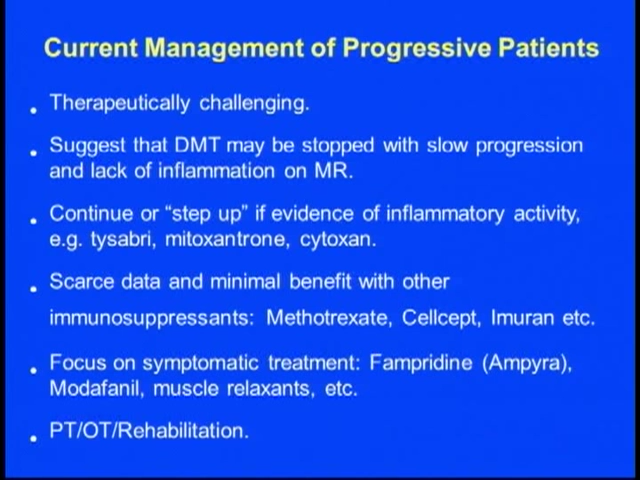 Current Management of Progressive Patients
• Therapeutically challenging.
• Suggest that DMT may be stopped with slow progression
and lack of inflammation on MR.
• Continue or “step up” if evidence of inflammatory activity,
e.g. tysabri, mitoxantrone, cytoxan.
• Scarce data and minimal benefit with other
immunosuppressants: Methotrexate, Cellcept, Imuran etc.
• Focus on symptomatic treatment: Fampridine (Ampyra),
Modafanil, muscle relaxants, etc.
• PT/OT/Rehabilitation.